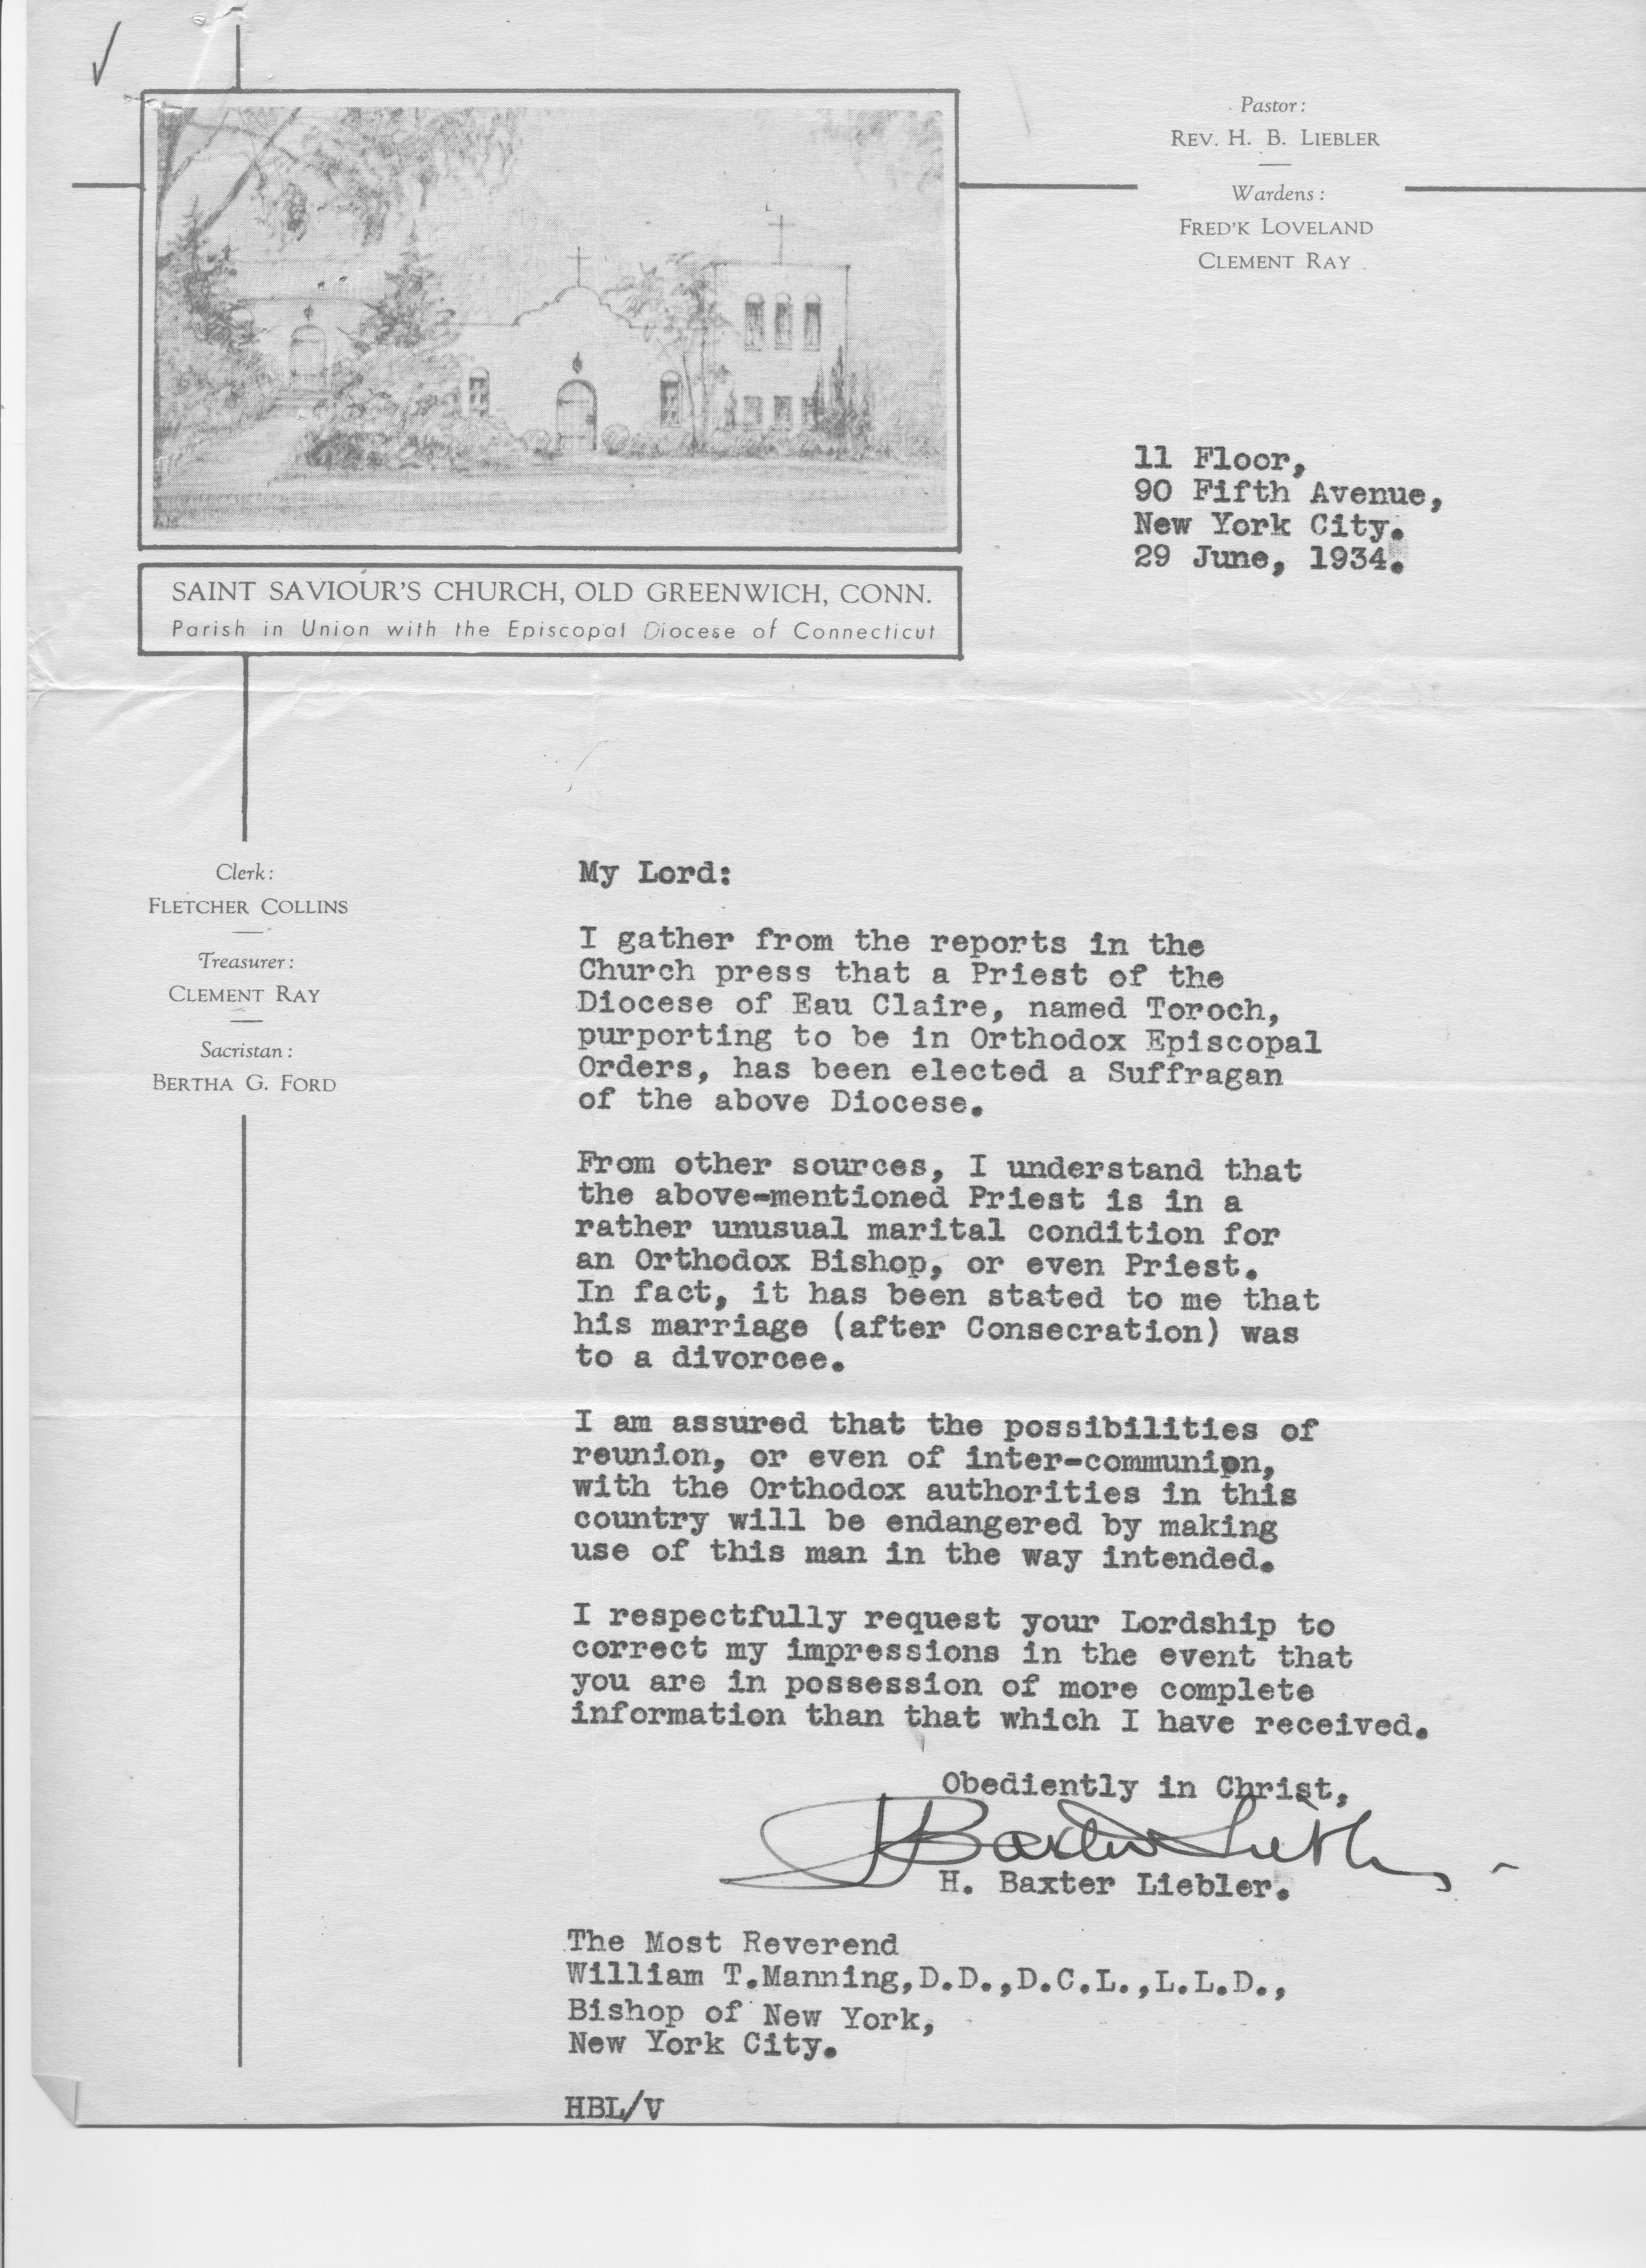 Pastor:
REV. H. B. LIEBLER
Wardens:
FRED'K LOVELAND
CLEMENT RAY
11 Floor,
90 Fifth Avenue,
New York City.
29 June, 1934.
SAINT SAVIOUR'S CHURCH, OLD GREENWICH, CONN.
Parish in Union with the Episcopal Diocese of Connecticut
Clerk:
FLETCHER COLLINS
Treasurer:
CLEMENT RAY
Sacristan:
BERTHA G. FORD
My Lord:
I gather from the reports in the
Church press that a Priest of the
Diocese of Eau Claire, named Toroch,
purporting to be in Orthodox Episcopal
Orders, has been elected a Suffragan
of the above Diocese.
From other sources, I understand that
the above-mentioned Priest is in a
rather unusual marital condition for
an Orthodox Bishop, or even Priest.
In fact, it has been stated to me that
his marriage (after Consecration) was
to a divorcee.
I am assured that the possibilities of
reunion, or even of inter-communion,
with the Orthodox authorities in this
country will be endangered by making
use of this man in the way intended.
I respectfully request your Lordship to
correct my impressions in the event that
you are in possession of more complete
information than that which I have received.
Obediently in Christ,
H Baxter Liebler
H. Baxter Liebler.
The Most Reverend
William T.Manning,D.D.,D.C.L.,L.L.D.,
Bishop of New York,
New York City.
HBL/V